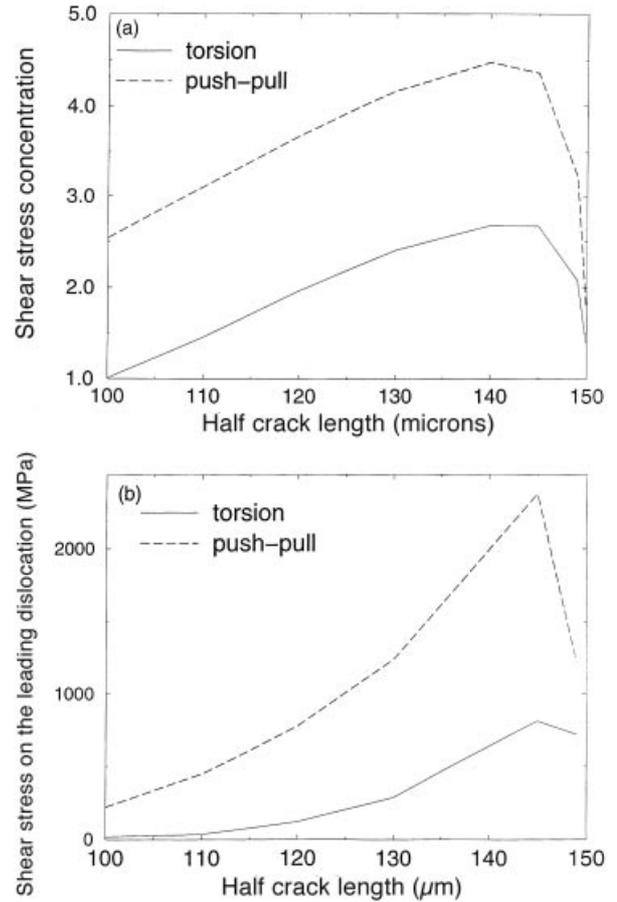 (a)
torsion
push-pull
Shear stress concentration
5.0
4.0
3.0
2.0
1.0
100 110 120 130 140 150
Half crack length (microns)
(b)
torsion
push-pull
Shear stress on the leading dislocation (MPa)
2000
1000
0
100 110 120 130 140 150
Half crack length (µm)